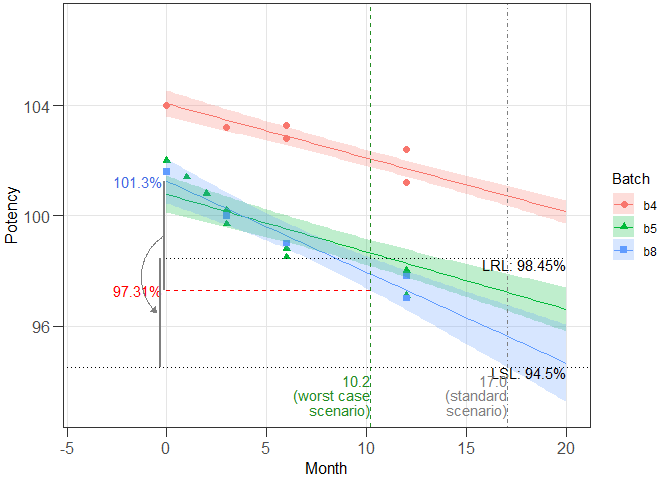 Potency
104
100
96
101.3%
97.31%
LRL: 98.45%
LSL: 94.5%
10.2
(worst case
scenario)
17.0
(standard
scenario)
-5
0
5
10
15
20
Month
Batch
b4
b5
b8